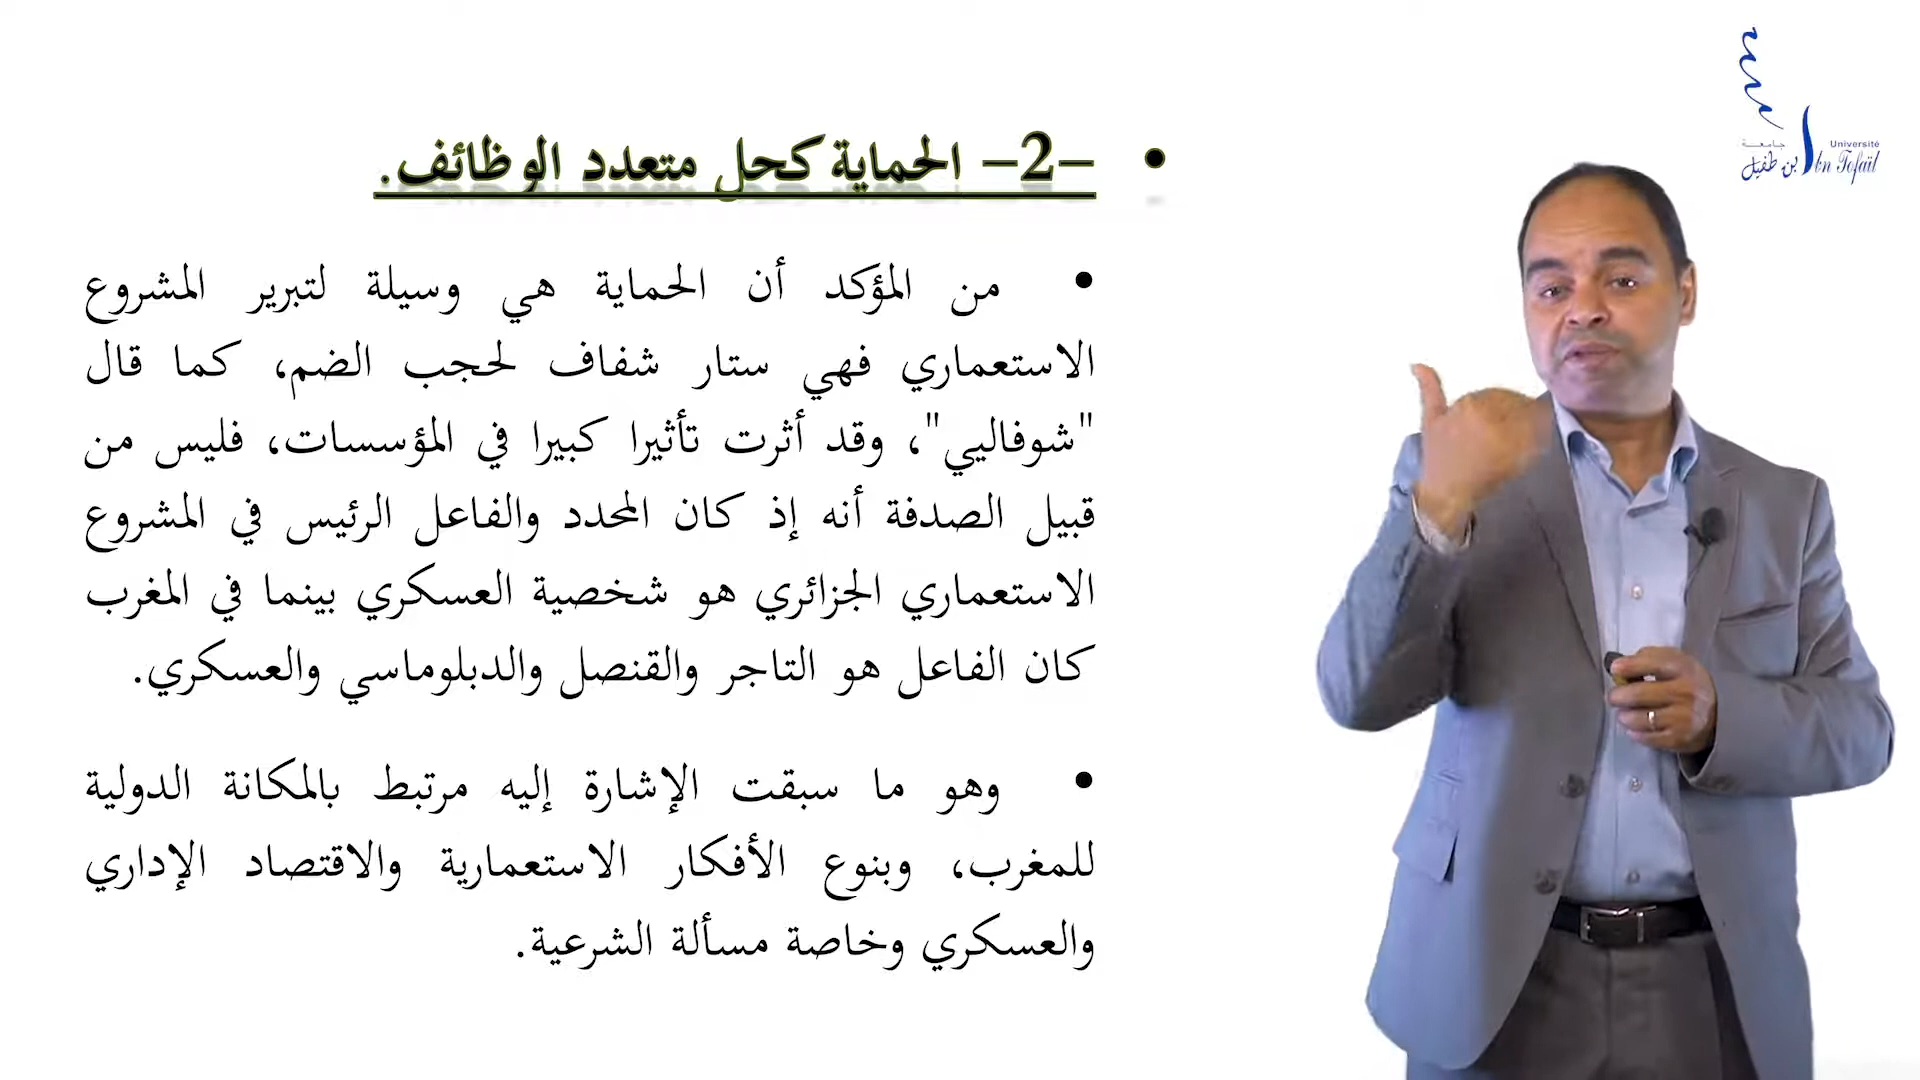 • –2– الحماية كحل متعدد الوظائف.
• من المؤكد أن الحماية هي وسيلة لتبرير المشروع
الاستعماري فهي ستار شفاف لحجب الضم، كما قال
"شوفاليي"، وقد أثرت تأثيرا كبيرا في المؤسسات، فليس من
قبيل الصدفة أنه إذ كان المحدد والفاعل الرئيس في المشروع
الاستعماري الجزائري هو شخصية العسكري بينما في المغرب
كان الفاعل هو التاجر والقنصل والدبلوماسي والعسكري.
• وهو ما سبقت الإشارة إليه مرتبط بالمكانة الدولية
للمغرب، وبنوع الأفكار الاستعمارية والاقتصاد الإداري
والعسكري وخاصة مسألة الشرعية.
جامعة Université
ابن طفيل Ibn Tofaïl